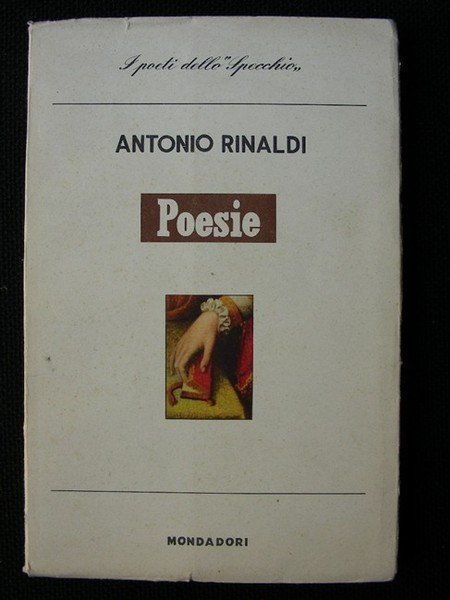 I poeti dello "Specchio„
ANTONIO RINALDI
Poesie
MONDADORI